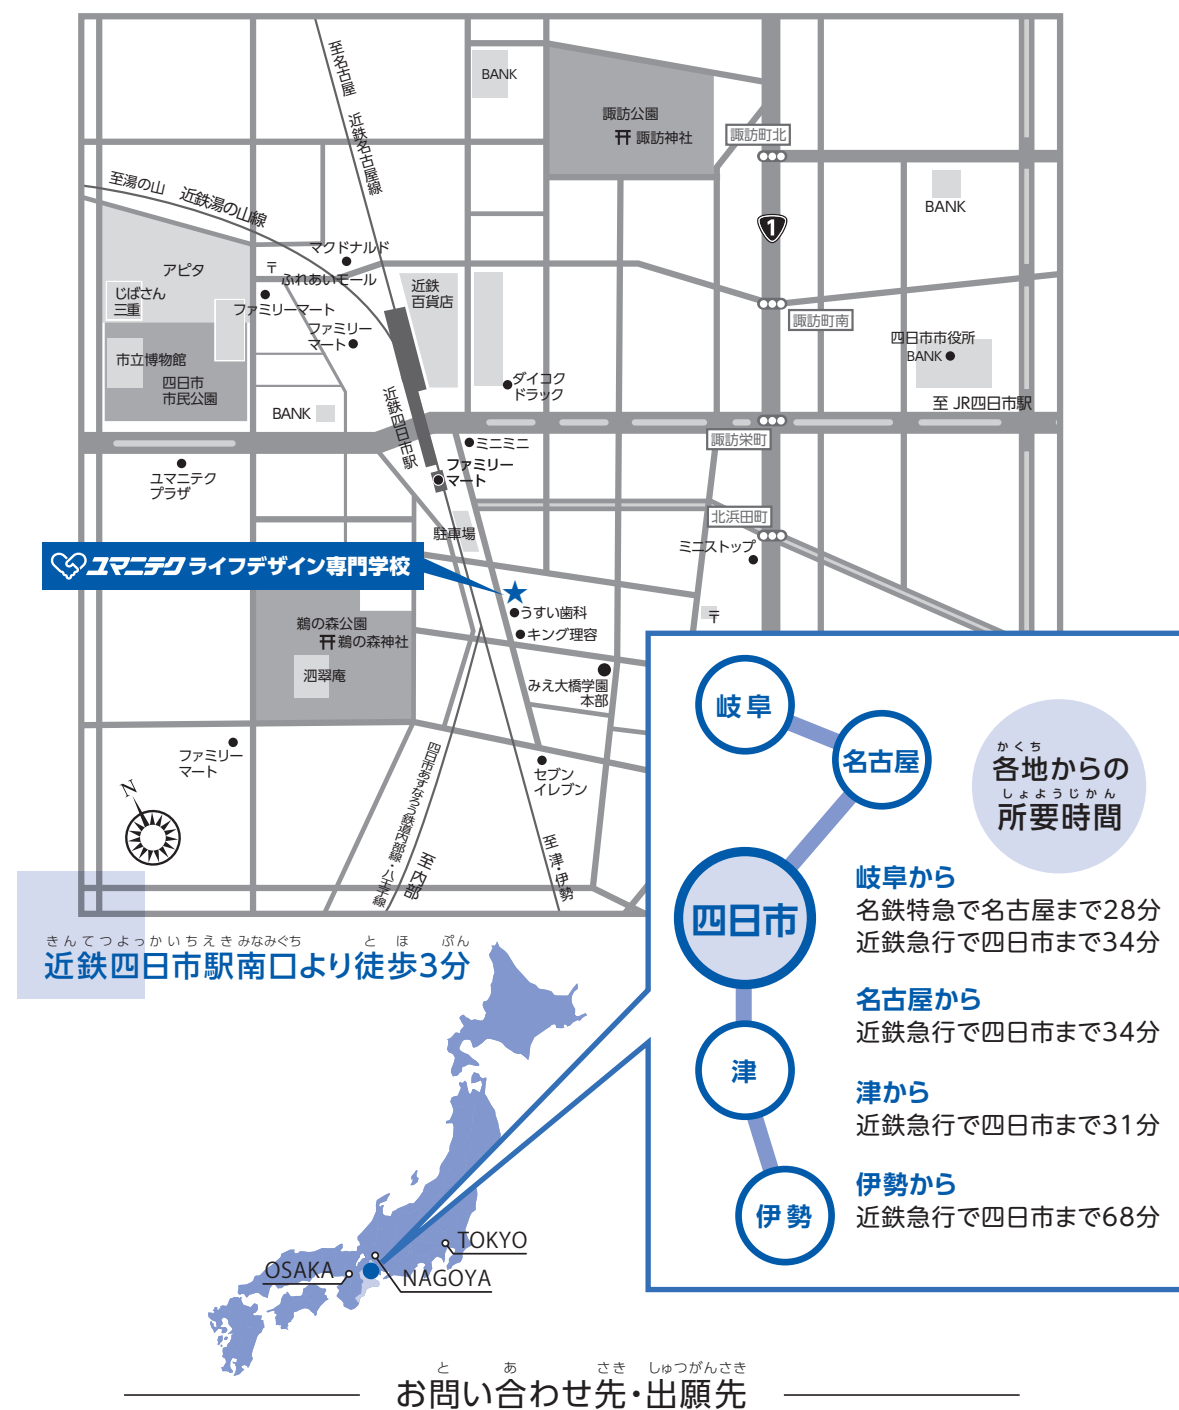 至名古屋
近鉄名古屋線
BANK
諏訪公園
諏訪神社
諏訪町北
至湯の山
近鉄湯の山線
BANK
1
マクドナルド
アピタ
〒
ふれあいモール
近鉄
百貨店
じばさん
三重
ファミリーマート
諏訪町南
ファミリー
マート
四日市市役所
BANK
市立博物館
四日市
市民公園
ダイコク
ドラッグ
近鉄四日市駅
BANK
至 JR四日市駅
ミニミニ
諏訪栄町
ファミリー
マート
ユマニテク
プラザ
北浜田町
駐車場
ミニストップ
ユマニテク ライフデザイン専門学校
うすい歯科
〒
鵜の森公園
鵜の森神社
キング理容
泗翠庵
みえ大橋学園
本部
ファミリー
マート
四日市あすなろう鉄道内部線・八王子線
セブン
イレブン
N
至内部
至津・伊勢
きんてつよっかいちえきみなみぐち と ほ ぷん
近鉄四日市駅南口より徒歩3分
岐阜
名古屋
四日市
津
伊勢
かくち
各地からの
しょようじかん
所要時間
岐阜から
名鉄特急で名古屋まで28分
近鉄急行で四日市まで34分
名古屋から
近鉄急行で四日市まで34分
津から
近鉄急行で四日市まで31分
伊勢から
近鉄急行で四日市まで68分
TOKYO
OSAKA
NAGOYA
と あ さき しゅつがんさき
お問い合わせ先・出願先